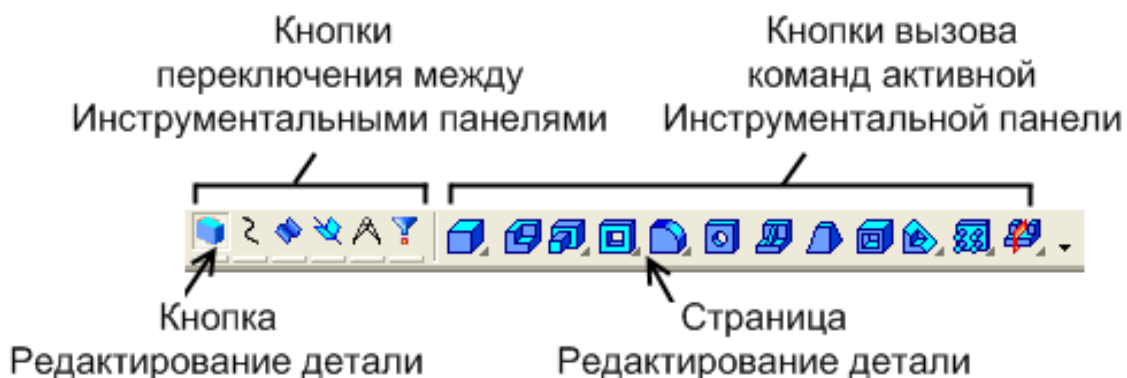 Кнопки
переключения между
Инструментальными панелями
Кнопки вызова
команд активной
Инструментальной панели
Кнопка
Редактирование детали
Страница
Редактирование детали